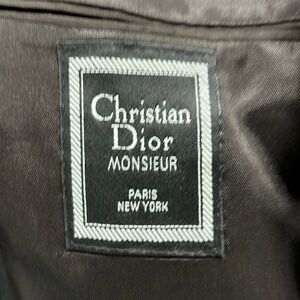 Christian
Dior
MONSIEUR
PARIS
NEW YORK